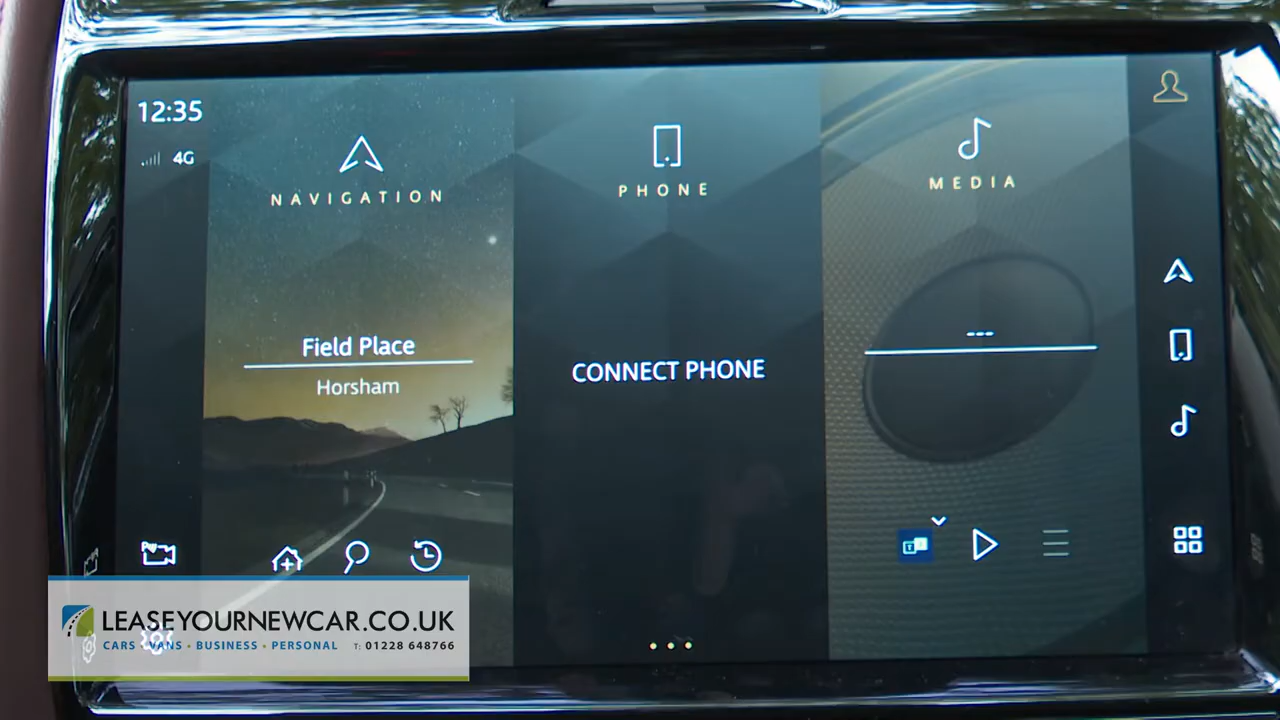 12:35
4G
NAVIGATION
PHONE
MEDIA
Field Place
Horsham
CONNECT PHONE
---
LEASEYOURNEWCAR.CO.UK
CARS • VANS • BUSINESS • PERSONAL T: 01228 648766